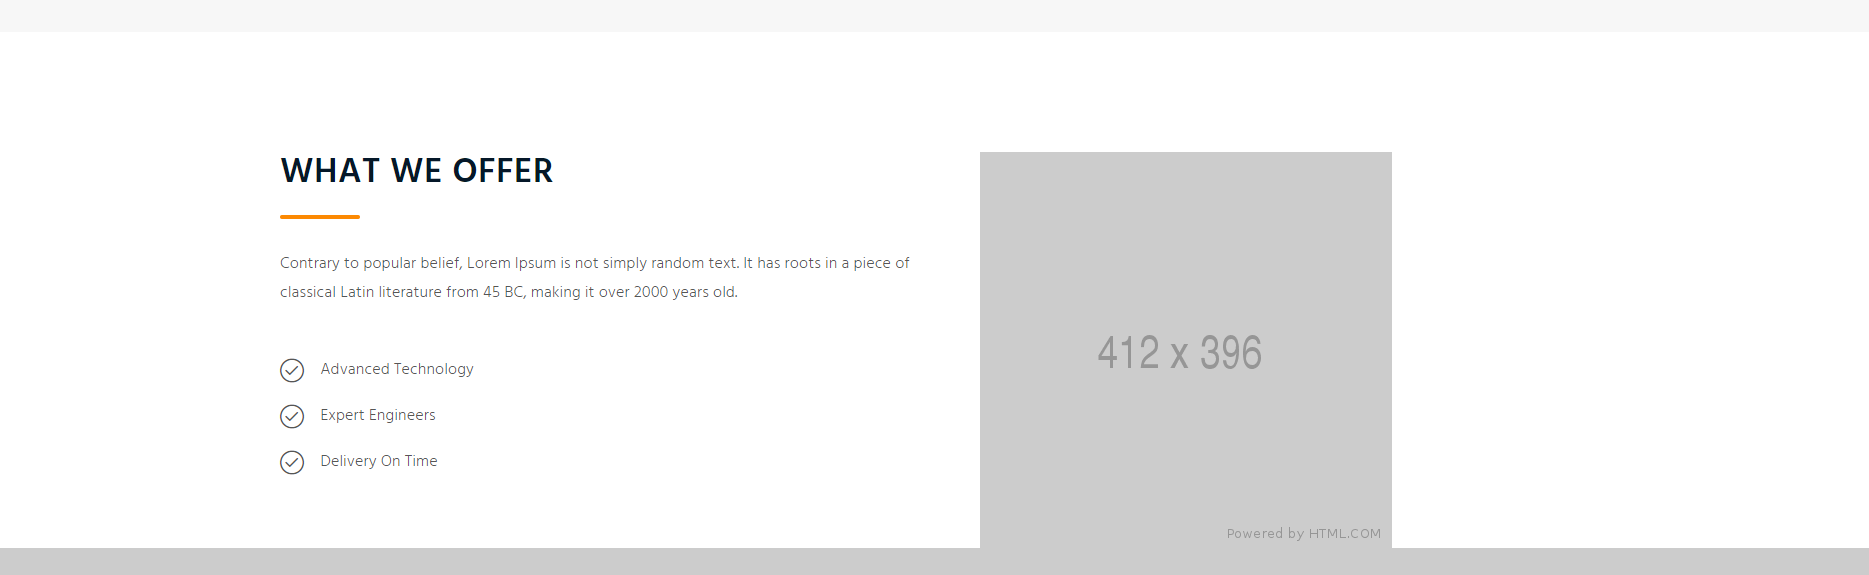 WHAT WE OFFER
Contrary to popular belief, Lorem Ipsum is not simply random text. It has roots in a piece of
classical Latin literature from 45 BC, making it over 2000 years old.
Advanced Technology
Expert Engineers
Delivery On Time
412 x 396
Powered by HTML.COM